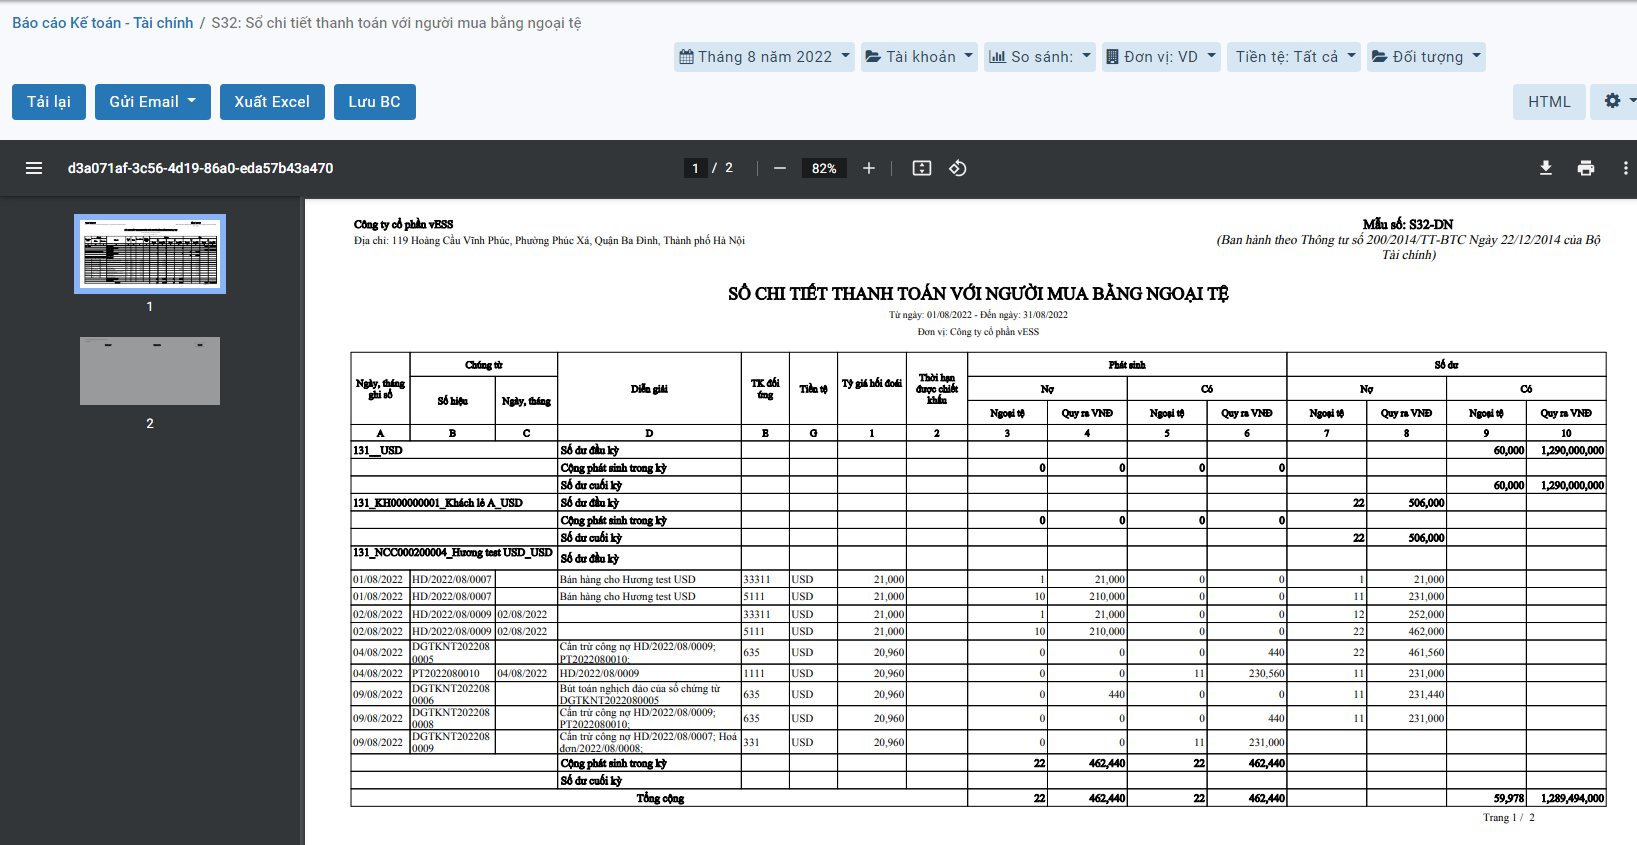 Báo cáo Kế toán - Tài chính / S32: Sổ chi tiết thanh toán với người mua bằng ngoại tệ
Tháng 8 năm 2022 Tài khoản So sánh: Đơn vị: VD Tiền tệ: Tất cả Đối tượng
Tải lại Gửi Email Xuất Excel Lưu BC HTML
d3a071af-3c56-4d19-86a0-eda57b43a470 1 / 2 82%
1
2
Công ty cổ phần vESS
Địa chỉ: 119 Hoàng Cầu Vĩnh Phúc, Phường Phúc Xá, Quận Ba Đình, Thành phố Hà Nội
Mẫu số: S32-DN
(Ban hành theo Thông tư số 200/2014/TT-BTC Ngày 22/12/2014 của Bộ
Tài chính)
SỔ CHI TIẾT THANH TOÁN VỚI NGƯỜI MUA BẰNG NGOẠI TỆ
Từ ngày: 01/08/2022 - Đến ngày: 31/08/2022
Đơn vị: Công ty cổ phần vESS
Ngày, tháng ghi sổ Chứng từ Diễn giải TK đối ứng Tiền tệ Tỷ giá hối đoái Thời hạn được chiết khấu Phát sinh Số dư
Số hiệu Ngày, tháng Nợ Có Nợ Có
Ngoại tệ Quy ra VNĐ Ngoại tệ Quy ra VNĐ Ngoại tệ Quy ra VNĐ Ngoại tệ Quy ra VNĐ
A B C D E G 1 2 3 4 5 6 7 8 9 10
131__USD Số dư đầu kỳ 60,000 1,290,000,000
Cộng phát sinh trong kỳ 0 0 0 0
Số dư cuối kỳ 60,000 1,290,000,000
131_KH000000001_Khách lẻ A_USD Số dư đầu kỳ 22 506,000
Cộng phát sinh trong kỳ 0 0 0 0
Số dư cuối kỳ 22 506,000
131_NCC000200004_Hương test USD_USD Số dư đầu kỳ
01/08/2022 HD/2022/08/0007 Bán hàng cho Hương test USD 33311 USD 21,000 1 21,000 0 0 1 21,000
01/08/2022 HD/2022/08/0007 Bán hàng cho Hương test USD 5111 USD 21,000 10 210,000 0 0 11 231,000
02/08/2022 HD/2022/08/0009 02/08/2022 33311 USD 21,000 1 21,000 0 0 12 252,000
02/08/2022 HD/2022/08/0009 02/08/2022 5111 USD 21,000 10 210,000 0 0 22 462,000
04/08/2022 DGTKNT2022080005 Cấn trừ công nợ HD/2022/08/0009; PT2022080010; 635 USD 20,960 0 0 0 440 22 461,560
04/08/2022 PT2022080010 04/08/2022 HD/2022/08/0009 1111 USD 20,960 0 0 11 230,560 11 231,000
09/08/2022 DGTKNT2022080006 Bút toán nghịch đảo của số chứng từ DGTKNT2022080005 635 USD 20,960 0 440 0 0 11 231,440
09/08/2022 DGTKNT2022080008 Cấn trừ công nợ HD/2022/08/0009; PT2022080010; 635 USD 20,960 0 0 0 440 11 231,000
09/08/2022 DGTKNT2022080009 Cấn trừ công nợ HD/2022/08/0007; Hoá đơn/2022/08/0008; 331 USD 20,960 0 0 11 231,000
Cộng phát sinh trong kỳ 22 462,440 22 462,440
Số dư cuối kỳ
Tổng cộng 22 462,440 22 462,440 59,978 1,289,494,000
Trang 1 / 2